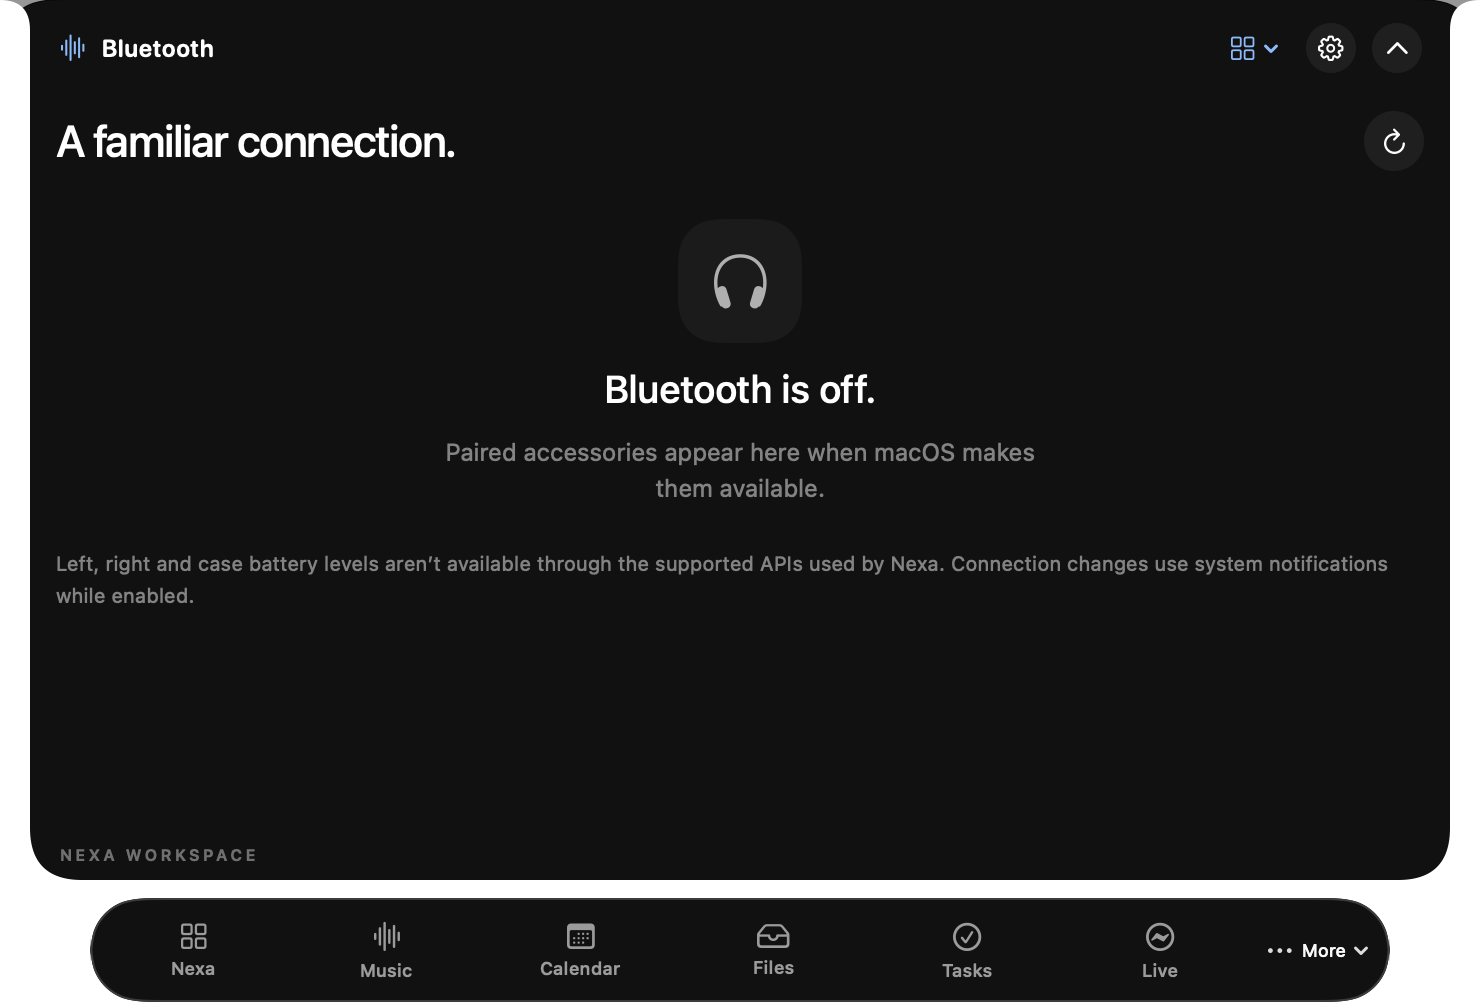 Bluetooth
A familiar connection.
Bluetooth is off.
Paired accessories appear here when macOS makes
them available.
Left, right and case battery levels aren’t available through the supported APIs used by Nexa. Connection changes use system notifications
while enabled.
NEXA WORKSPACE
Nexa
Music
Calendar
Files
Tasks
Live
More